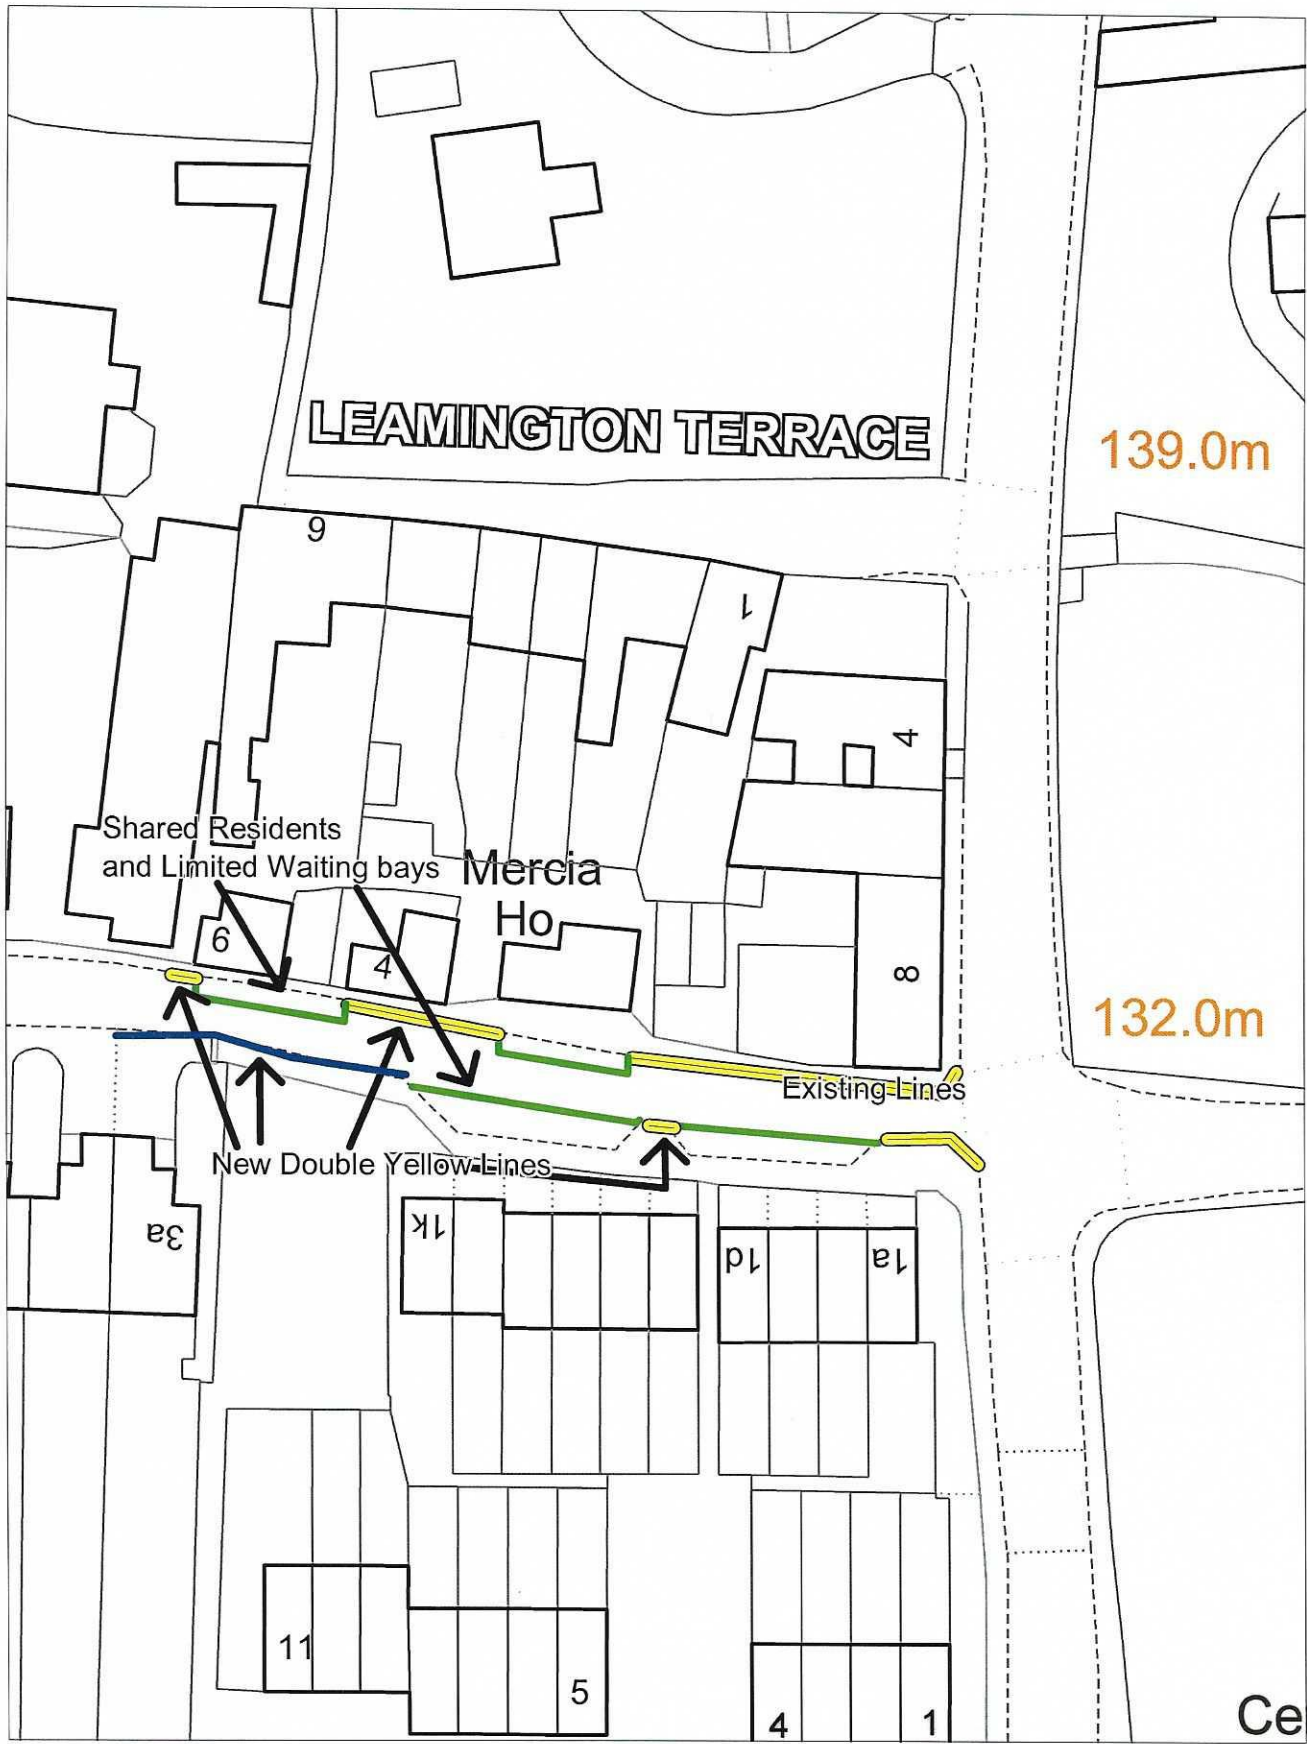 LEAMINGTON TERRACE
139.0m
9
1
4
Shared Residents
and Limited Waiting bays
Mercia
Ho
6
4
8
132.0m
Existing Lines
New Double Yellow Lines
3a
1k
1d
1a
11
5
4
1
Ce